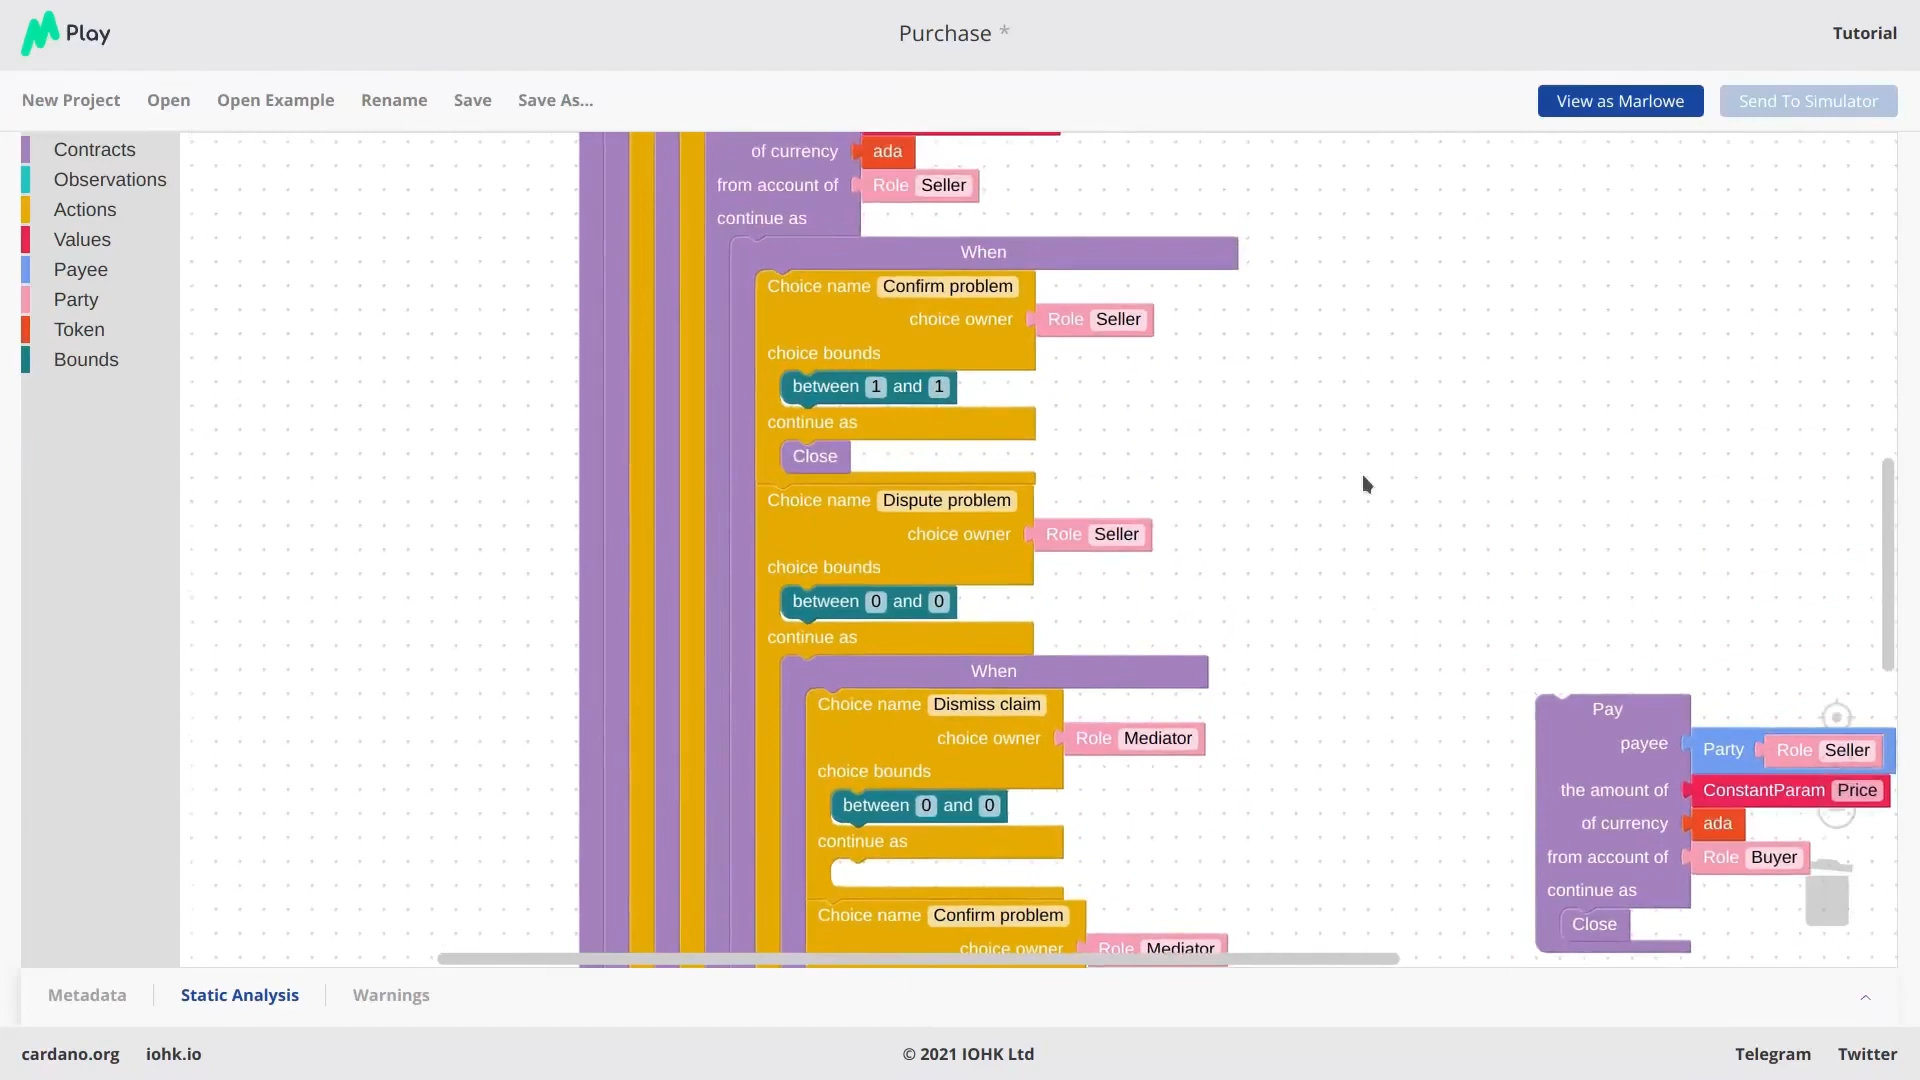 Play
Purchase *
Tutorial
New Project
Open
Open Example
Rename
Save
Save As...
View as Marlowe
Send To Simulator
Contracts
Observations
Actions
Values
Payee
Party
Token
Bounds
of currency ada
from account of Role Seller
continue as
When
Choice name Confirm problem
choice owner Role Seller
choice bounds
between 1 and 1
continue as
Close
Choice name Dispute problem
choice owner Role Seller
choice bounds
between 0 and 0
continue as
When
Choice name Dismiss claim
choice owner Role Mediator
choice bounds
between 0 and 0
continue as
Choice name Confirm problem
choice owner Role Mediator
Pay
payee Party Role Seller
the amount of ConstantParam Price
of currency ada
from account of Role Buyer
continue as
Close
Metadata
Static Analysis
Warnings
cardano.org
iohk.io
© 2021 IOHK Ltd
Telegram
Twitter